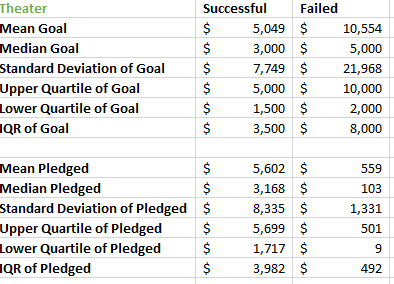 Theater Successful Failed
Mean Goal $ 5,049 $ 10,554
Median Goal $ 3,000 $ 5,000
Standard Deviation of Goal $ 7,749 $ 21,968
Upper Quartile of Goal $ 5,000 $ 10,000
Lower Quartile of Goal $ 1,500 $ 2,000
IQR of Goal $ 3,500 $ 8,000
Mean Pledged $ 5,602 $ 559
Median Pledged $ 3,168 $ 103
Standard Deviation of Pledged $ 8,335 $ 1,331
Upper Quartile of Pledged $ 5,699 $ 501
Lower Quartile of Pledged $ 1,717 $ 9
IQR of Pledged $ 3,982 $ 492